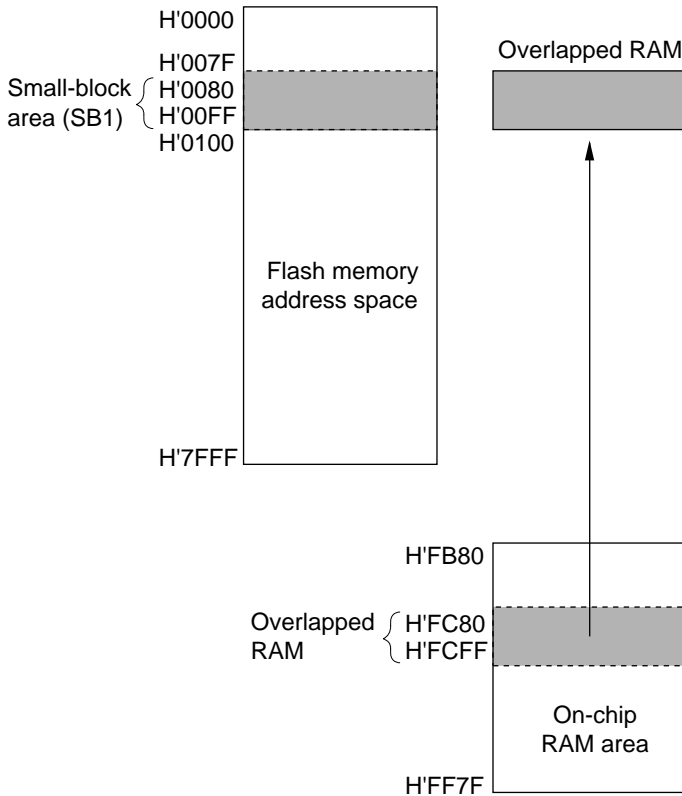 H'0000
H'007F
Small-block
area (SB1)
H'0080
H'00FF
H'0100
Overlapped RAM
Flash memory
address space
H'7FFF
H'FB80
Overlapped
RAM
H'FC80
H'FCFF
On-chip
RAM area
H'FF7F